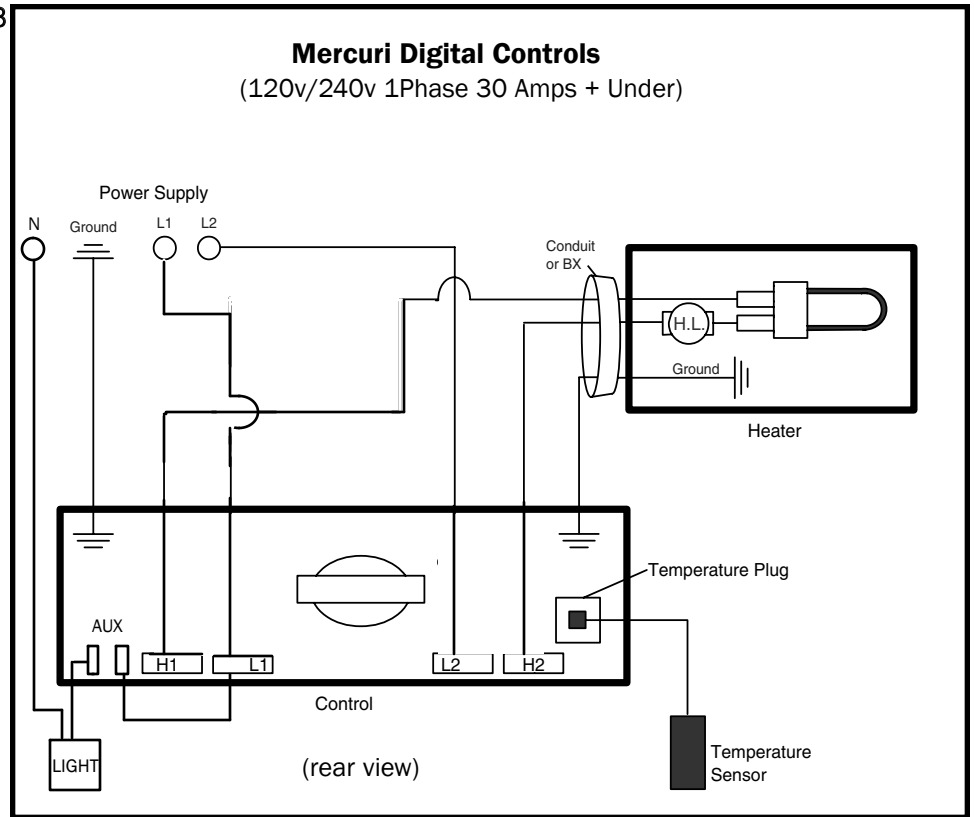 3
Mercuri Digital Controls
(120v/240v 1Phase 30 Amps + Under)
Power Supply
N
Ground
L1
L2
Conduit
or BX
H.L.
Ground
Heater
Temperature Plug
AUX
H1
L1
L2
H2
Control
LIGHT
(rear view)
Temperature
Sensor